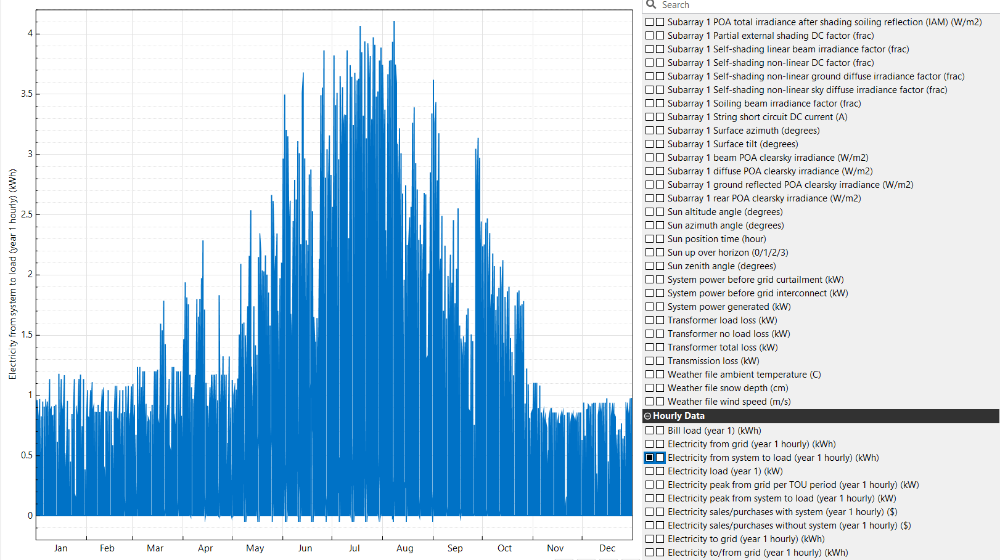 Electricity from system to load (year 1 hourly) (kWh)
4
3.5
3
2.5
2
1.5
1
0.5
0
Jan Feb Mar Apr May Jun Jul Aug Sep Oct Nov Dec
Search
Subarray 1 POA total irradiance after shading soiling reflection (IAM) (W/m2)
Subarray 1 Partial external shading DC factor (frac)
Subarray 1 Self-shading linear beam irradiance factor (frac)
Subarray 1 Self-shading non-linear DC factor (frac)
Subarray 1 Self-shading non-linear ground diffuse irradiance factor (frac)
Subarray 1 Self-shading non-linear sky diffuse irradiance factor (frac)
Subarray 1 Soiling beam irradiance factor (frac)
Subarray 1 String short circuit DC current (A)
Subarray 1 Surface azimuth (degrees)
Subarray 1 Surface tilt (degrees)
Subarray 1 beam POA clearsky irradiance (W/m2)
Subarray 1 diffuse POA clearsky irradiance (W/m2)
Subarray 1 ground reflected POA clearsky irradiance (W/m2)
Subarray 1 rear POA clearsky irradiance (W/m2)
Sun altitude angle (degrees)
Sun azimuth angle (degrees)
Sun position time (hour)
Sun up over horizon (0/1/2/3)
Sun zenith angle (degrees)
System power before grid curtailment (kW)
System power before grid interconnect (kW)
System power generated (kW)
Transformer load loss (kW)
Transformer no load loss (kW)
Transformer total loss (kW)
Transmission loss (kW)
Weather file ambient temperature (C)
Weather file snow depth (cm)
Weather file wind speed (m/s)
Hourly Data
Bill load (year 1) (kWh)
Electricity from grid (year 1 hourly) (kWh)
Electricity from system to load (year 1 hourly) (kWh)
Electricity load (year 1) (kW)
Electricity peak from grid per TOU period (year 1 hourly) (kW)
Electricity peak from system to load (year 1 hourly) (kW)
Electricity sales/purchases with system (year 1 hourly) ($)
Electricity sales/purchases without system (year 1 hourly) ($)
Electricity to grid (year 1 hourly) (kWh)
Electricity to/from grid (year 1 hourly) (kWh)